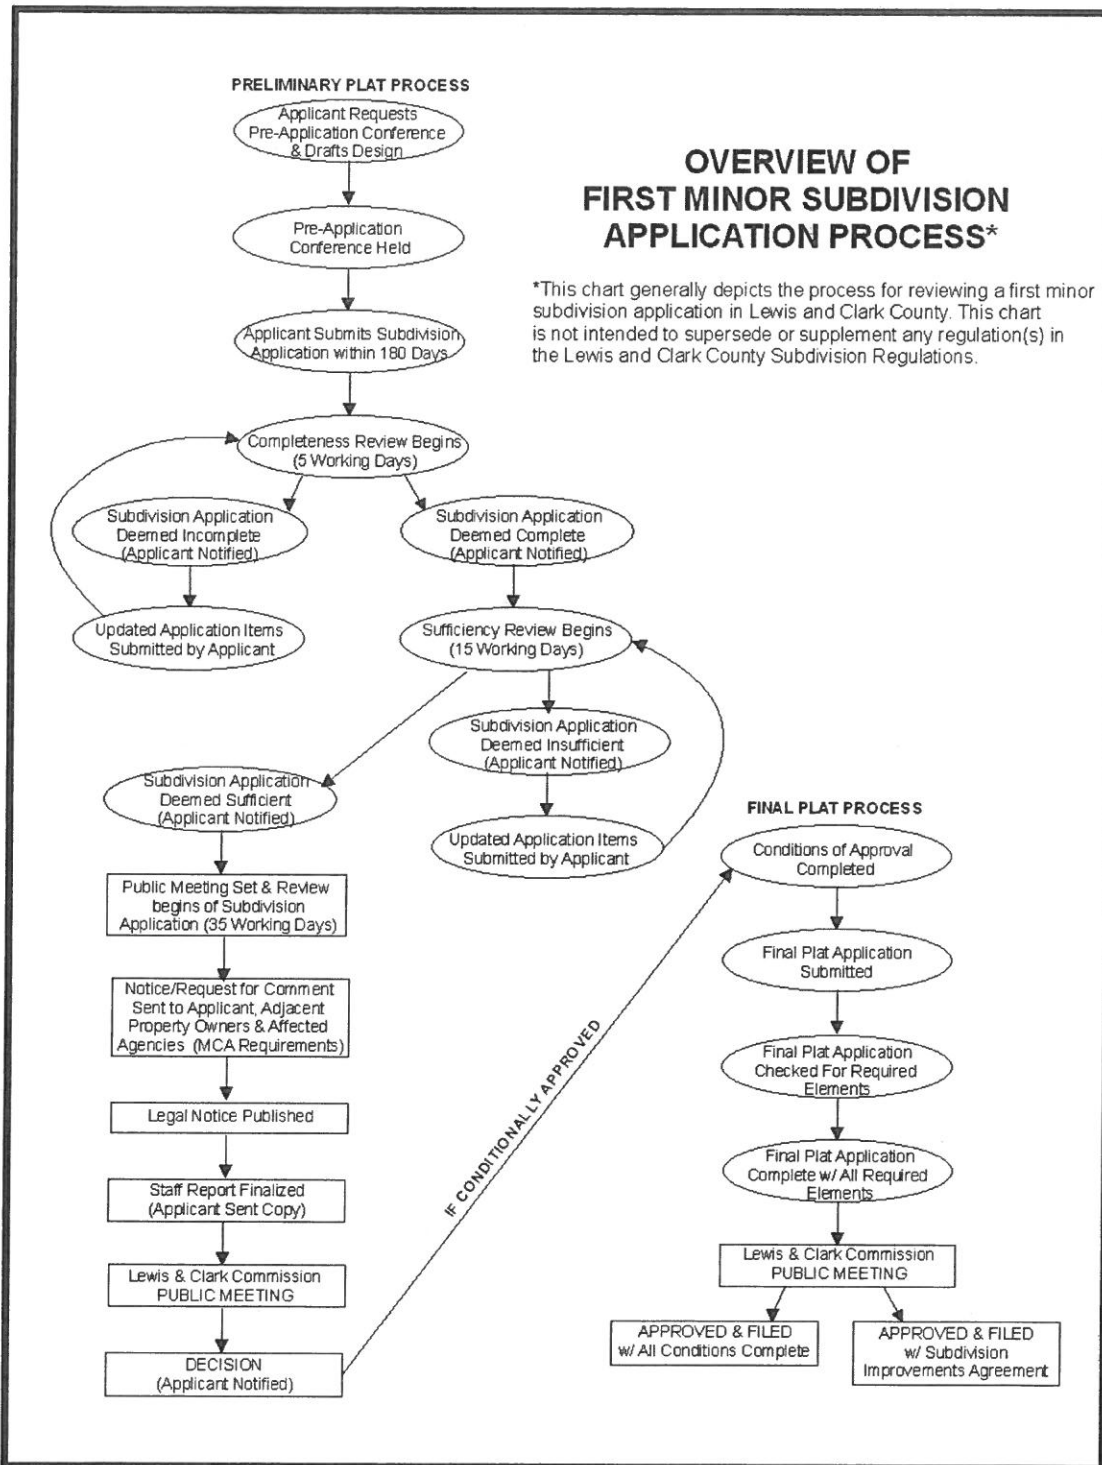 PRELIMINARY PLAT PROCESS
Applicant Requests
Pre-Application Conference
& Drafts Design
OVERVIEW OF
FIRST MINOR SUBDIVISION
APPLICATION PROCESS*
*This chart generally depicts the process for reviewing a first minor
subdivision application in Lewis and Clark County. This chart
is not intended to supersede or supplement any regulation(s) in
the Lewis and Clark County Subdivision Regulations.
Pre-Application
Conference Held
Applicant Submits Subdivision
Application within 180 Days
Completeness Review Begins
(5 Working Days)
Subdivision Application
Deemed Incomplete
(Applicant Notified)
Subdivision Application
Deemed Complete
(Applicant Notified)
Updated Application Items
Submitted by Applicant
Sufficiency Review Begins
(15 Working Days)
Subdivision Application
Deemed Insufficient
(Applicant Notified)
Subdivision Application
Deemed Sufficient
(Applicant Notified)
Updated Application Items
Submitted by Applicant
Public Meeting Set & Review
begins of Subdivision
Application (35 Working Days)
Notice/Request for Comment
Sent to Applicant, Adjacent
Property Owners & Affected
Agencies (MCA Requirements)
Legal Notice Published
Staff Report Finalized
(Applicant Sent Copy)
Lewis & Clark Commission
PUBLIC MEETING
DECISION
(Applicant Notified)
IF CONDITIONALLY APPROVED
FINAL PLAT PROCESS
Conditions of Approval
Completed
Final Plat Application
Submitted
Final Plat Application
Checked For Required
Elements
Final Plat Application
Complete w/ All Required
Elements
Lewis & Clark Commission
PUBLIC MEETING
APPROVED & FILED
w/ All Conditions Complete
APPROVED & FILED
w/ Subdivision
Improvements Agreement